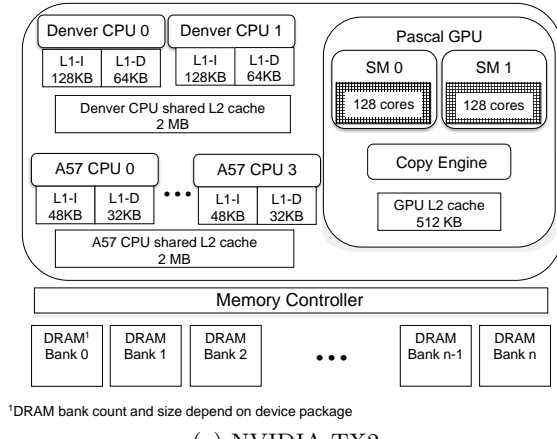 Denver CPU 0
Denver CPU 1
L1-I
128KB
L1-D
64KB
L1-I
128KB
L1-D
64KB
Denver CPU shared L2 cache
2 MB
A57 CPU 0
A57 CPU 3
L1-I
48KB
L1-D
32KB
•••
L1-I
48KB
L1-D
32KB
A57 CPU shared L2 cache
2 MB
Pascal GPU
SM 0
SM 1
128 cores
128 cores
Copy Engine
GPU L2 cache
512 KB
Memory Controller
DRAM¹
Bank 0
DRAM
Bank 1
DRAM
Bank 2
•••
DRAM
Bank n-1
DRAM
Bank n
¹DRAM bank count and size depend on device package
NVIDIA TX2